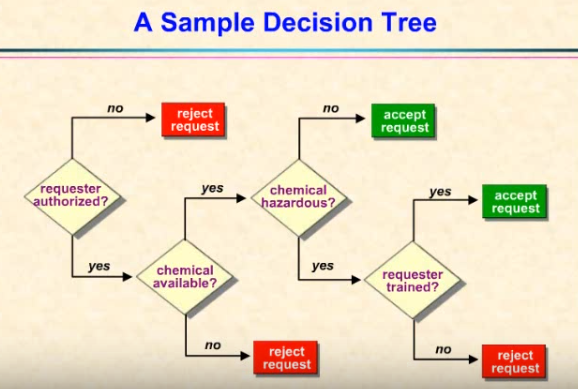 A Sample Decision Tree
no
reject
request
no
accept
request
requester
authorized?
yes
chemical
hazardous?
yes
accept
request
yes
chemical
available?
yes
requester
trained?
no
reject
request
no
reject
request